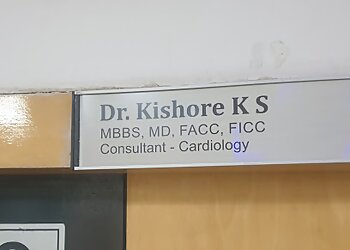 Dr. Kishore K S
MBBS, MD, FACC, FICC
Consultant - Cardiology